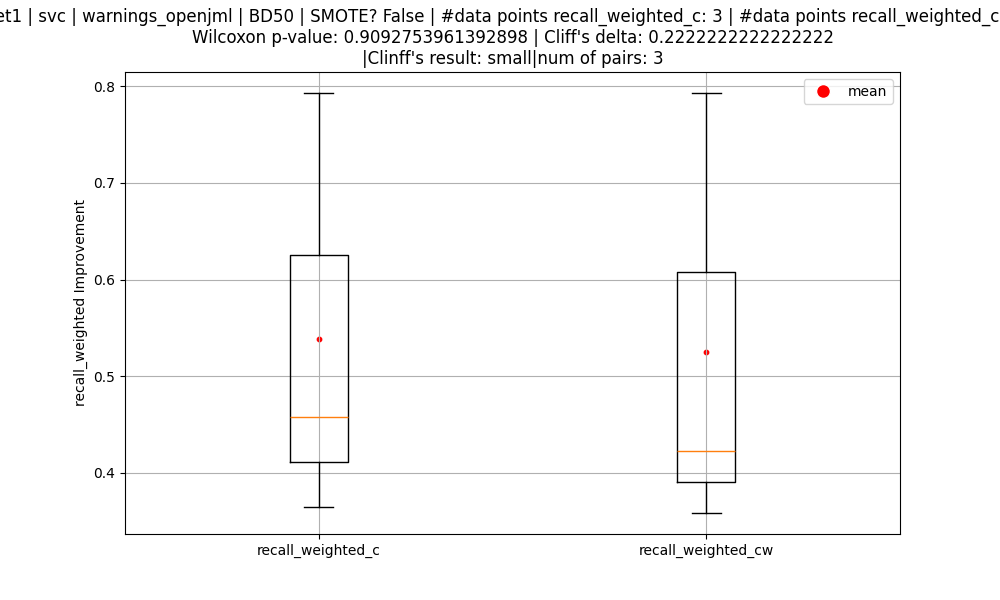 et1 | svc | warnings_openjml | BD50 | SMOTE? False | #data points recall_weighted_c: 3 | #data points recall_weighted_c
Wilcoxon p-value: 0.9092753961392898 | Cliff's delta: 0.2222222222222222
|Clinff's result: small|num of pairs: 3
mean
0.8
0.7
0.6
0.5
0.4
recall_weighted Improvement
recall_weighted_c
recall_weighted_cw